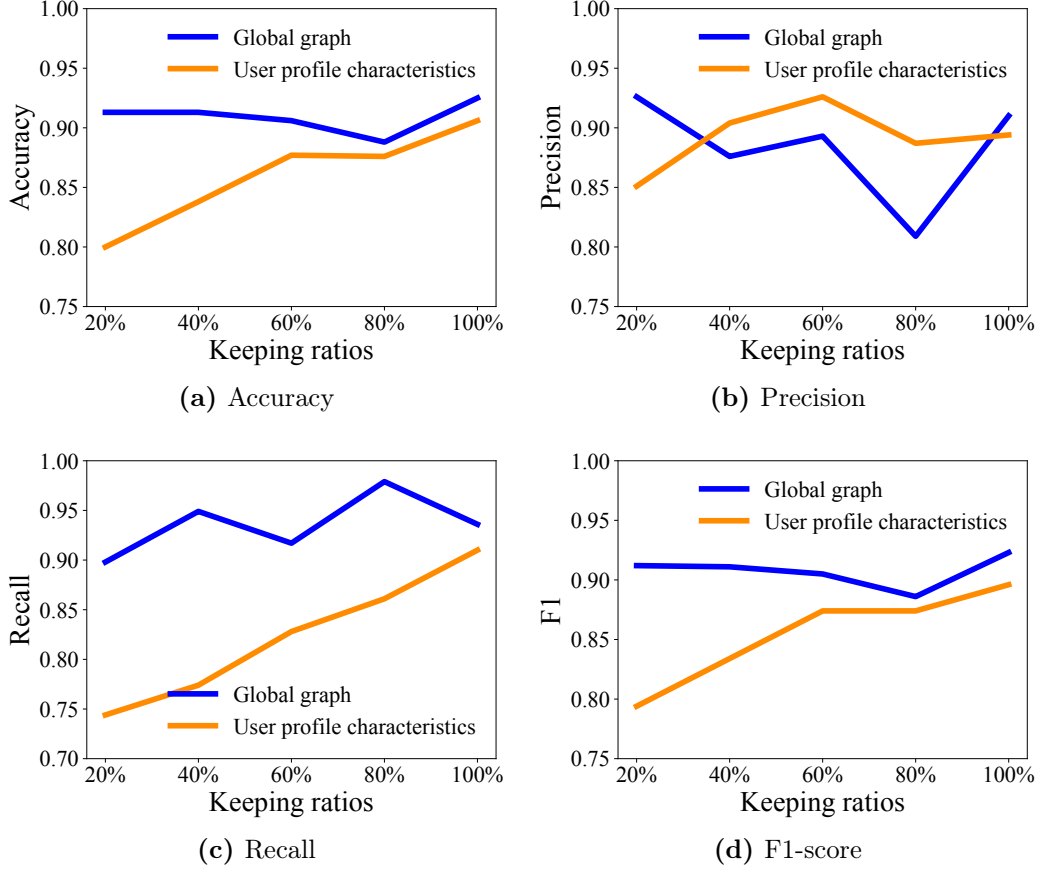 1.00
0.95
0.90
0.85
0.80
0.75
Accuracy
Global graph
User profile characteristics
20% 40% 60% 80% 100%
Keeping ratios
(a) Accuracy
1.00
0.95
0.90
0.85
0.80
0.75
Precision
Global graph
User profile characteristics
20% 40% 60% 80% 100%
Keeping ratios
(b) Precision
1.00
0.95
0.90
0.85
0.80
0.75
0.70
Recall
Global graph
User profile characteristics
20% 40% 60% 80% 100%
Keeping ratios
(c) Recall
1.00
0.95
0.90
0.85
0.80
0.75
F1
Global graph
User profile characteristics
20% 40% 60% 80% 100%
Keeping ratios
(d) F1-score